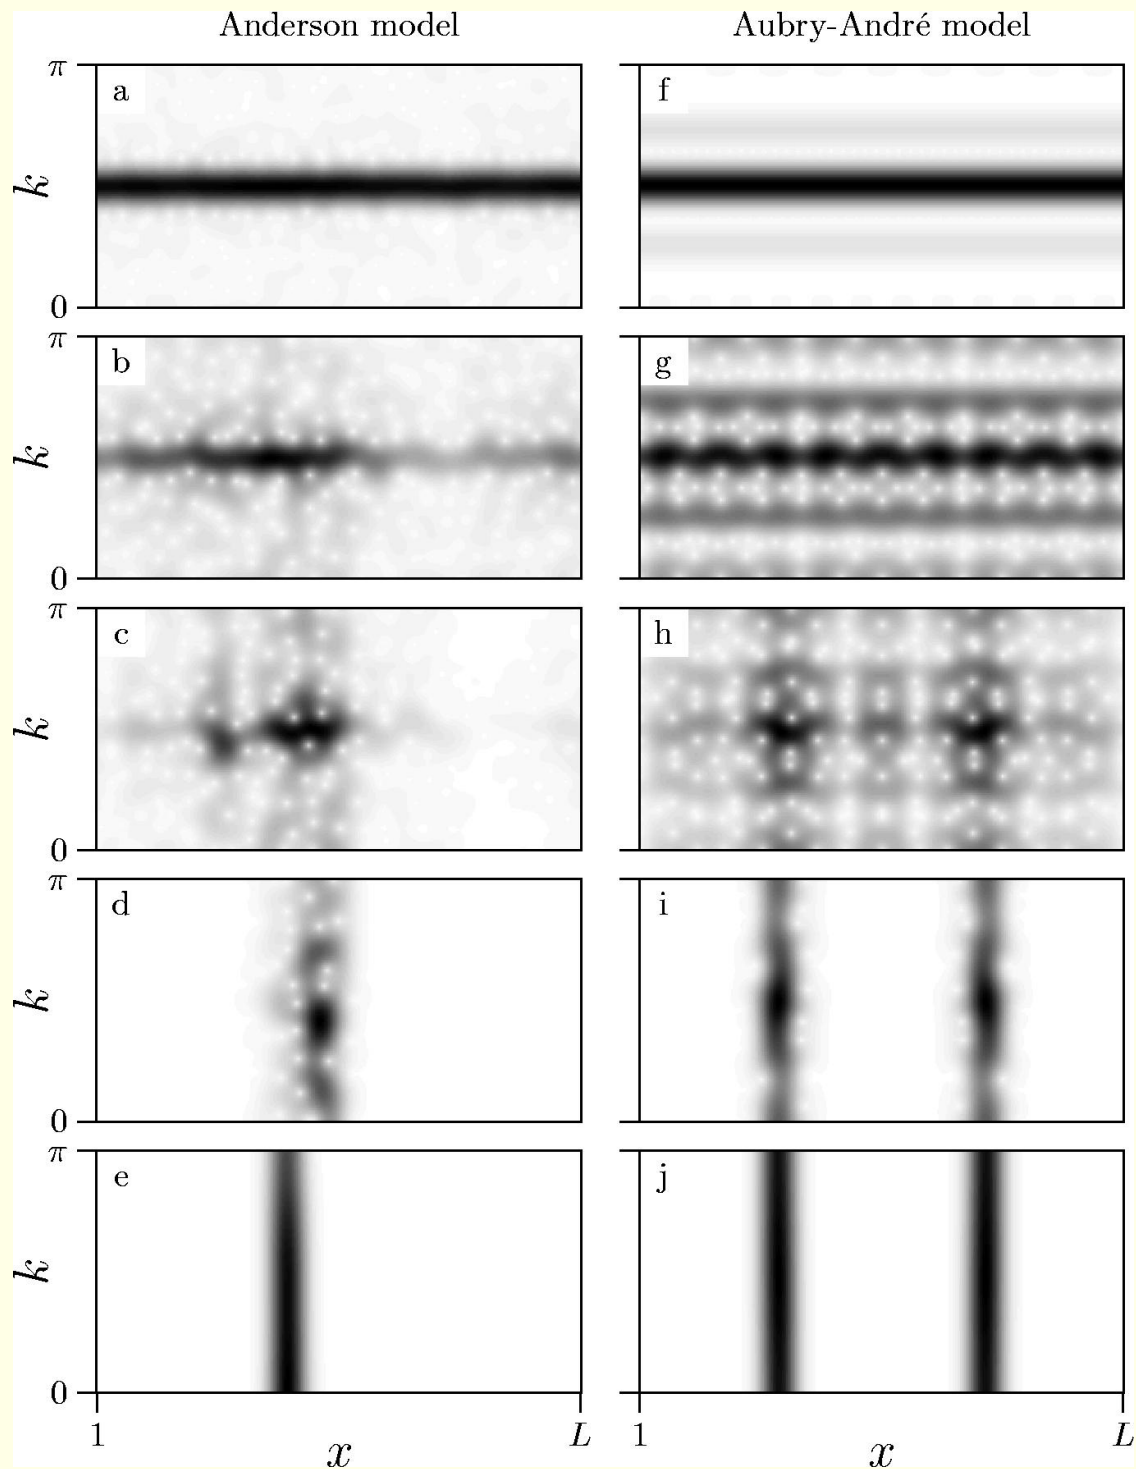 Anderson model
Aubry-André model
π
a
f
k
0
π
b
g
k
0
π
c
h
k
0
π
d
i
k
0
π
e
j
k
0
1
x
L
1
x
L